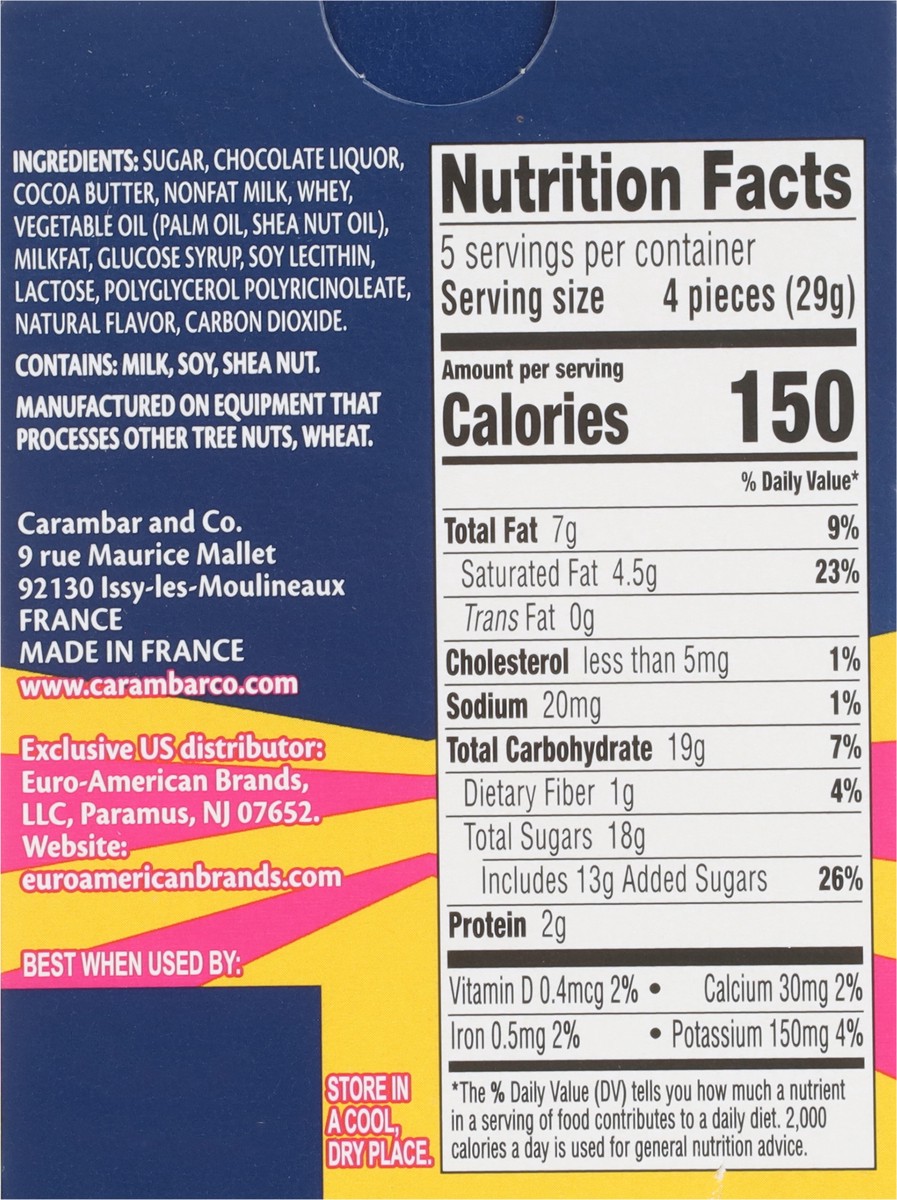 INGREDIENTS: SUGAR, CHOCOLATE LIQUOR,
COCOA BUTTER, NONFAT MILK, WHEY,
VEGETABLE OIL (PALM OIL, SHEA NUT OIL),
MILKFAT, GLUCOSE SYRUP, SOY LECITHIN,
LACTOSE, POLYGLYCEROL POLYRICINOLEATE,
NATURAL FLAVOR, CARBON DIOXIDE.
CONTAINS: MILK, SOY, SHEA NUT.
MANUFACTURED ON EQUIPMENT THAT
PROCESSES OTHER TREE NUTS, WHEAT.
Carambar and Co.
9 rue Maurice Mallet
92130 Issy-les-Moulineaux
FRANCE
MADE IN FRANCE
www.carambarco.com
Exclusive US distributor:
Euro-American Brands,
LLC, Paramus, NJ 07652.
Website:
euroamericanbrands.com
BEST WHEN USED BY:
STORE IN
A COOL,
DRY PLACE.
Nutrition Facts
5 servings per container
Serving size 4 pieces (29g)
Amount per serving
Calories 150
% Daily Value*
Total Fat 7g 9%
Saturated Fat 4.5g 23%
Trans Fat 0g
Cholesterol less than 5mg 1%
Sodium 20mg 1%
Total Carbohydrate 19g 7%
Dietary Fiber 1g 4%
Total Sugars 18g
Includes 13g Added Sugars 26%
Protein 2g
Vitamin D 0.4mcg 2% • Calcium 30mg 2%
Iron 0.5mg 2% • Potassium 150mg 4%
*The % Daily Value (DV) tells you how much a nutrient
in a serving of food contributes to a daily diet. 2,000
calories a day is used for general nutrition advice.